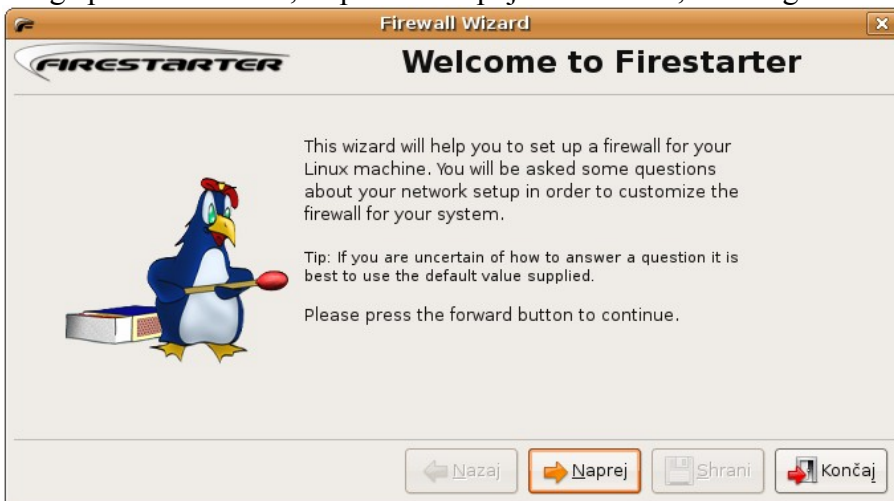 Firewall Wizard
FIRESTARTER
Welcome to Firestarter
This wizard will help you to set up a firewall for your
Linux machine. You will be asked some questions
about your network setup in order to customize the
firewall for your system.
Tip: If you are uncertain of how to answer a question it is
best to use the default value supplied.
Please press the forward button to continue.
Nazaj
Naprej
Shrani
Končaj